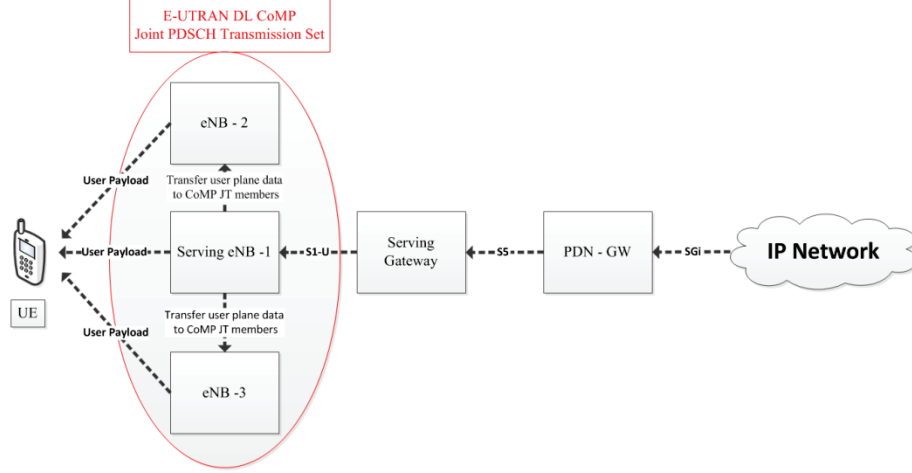 E-UTRAN DL CoMP
Joint PDSCH Transmission Set
eNB - 2
User Payload
Transfer user plane data
to CoMP JT members
User Payload
Serving eNB -1
S1-U
Serving
Gateway
S5
PDN - GW
SGi
IP Network
UE
Transfer user plane data
to CoMP JT members
User Payload
eNB -3